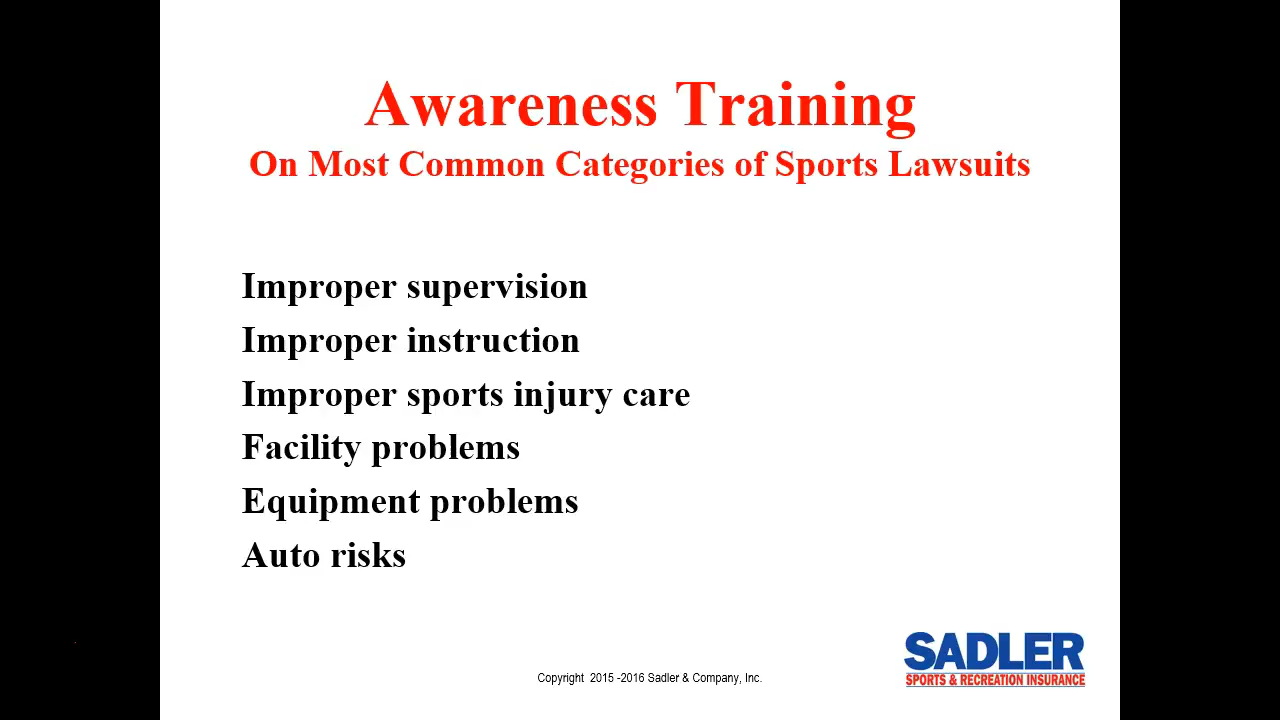 Awareness Training
On Most Common Categories of Sports Lawsuits
Improper supervision
Improper instruction
Improper sports injury care
Facility problems
Equipment problems
Auto risks
Copyright 2015 -2016 Sadler & Company, Inc.
SADLER
SPORTS & RECREATION INSURANCE